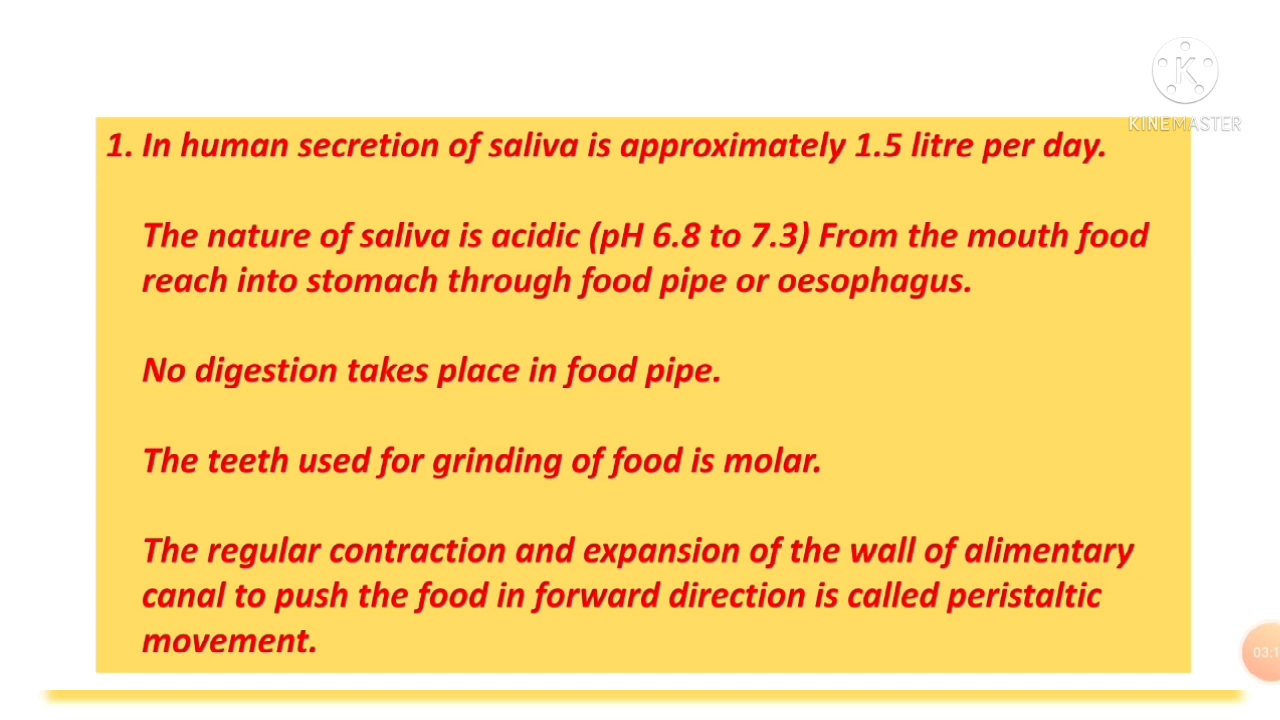 K
KINEMASTER
1. In human secretion of saliva is approximately 1.5 litre per day.
The nature of saliva is acidic (pH 6.8 to 7.3) From the mouth food
reach into stomach through food pipe or oesophagus.
No digestion takes place in food pipe.
The teeth used for grinding of food is molar.
The regular contraction and expansion of the wall of alimentary
canal to push the food in forward direction is called peristaltic
movement.